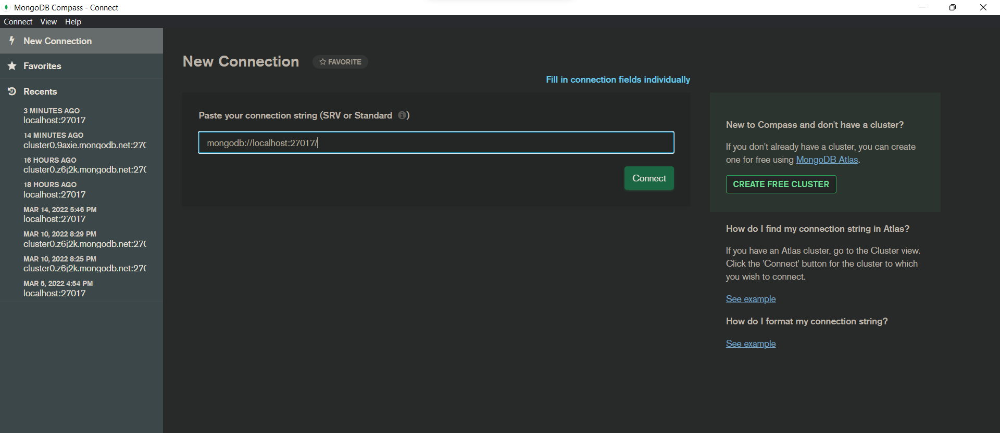 MongoDB Compass - Connect
Connect View Help
New Connection
Favorites
Recents
3 MINUTES AGO
localhost:27017
14 MINUTES AGO
cluster0.9axie.mongodb.net:270
16 HOURS AGO
cluster0.z6j2k.mongodb.net:270
18 HOURS AGO
localhost:27017
MAR 14, 2022 5:46 PM
localhost:27017
MAR 10, 2022 8:29 PM
cluster0.z6j2k.mongodb.net:270
MAR 10, 2022 8:25 PM
cluster0.z6j2k.mongodb.net:270
MAR 5, 2022 4:54 PM
localhost:27017
New Connection
FAVORITE
Fill in connection fields individually
Paste your connection string (SRV or Standard i)
mongodb://localhost:27017/
Connect
New to Compass and don't have a cluster?
If you don't already have a cluster, you can create
one for free using MongoDB Atlas.
CREATE FREE CLUSTER
How do I find my connection string in Atlas?
If you have an Atlas cluster, go to the Cluster view.
Click the 'Connect' button for the cluster to which
you wish to connect.
See example
How do I format my connection string?
See example